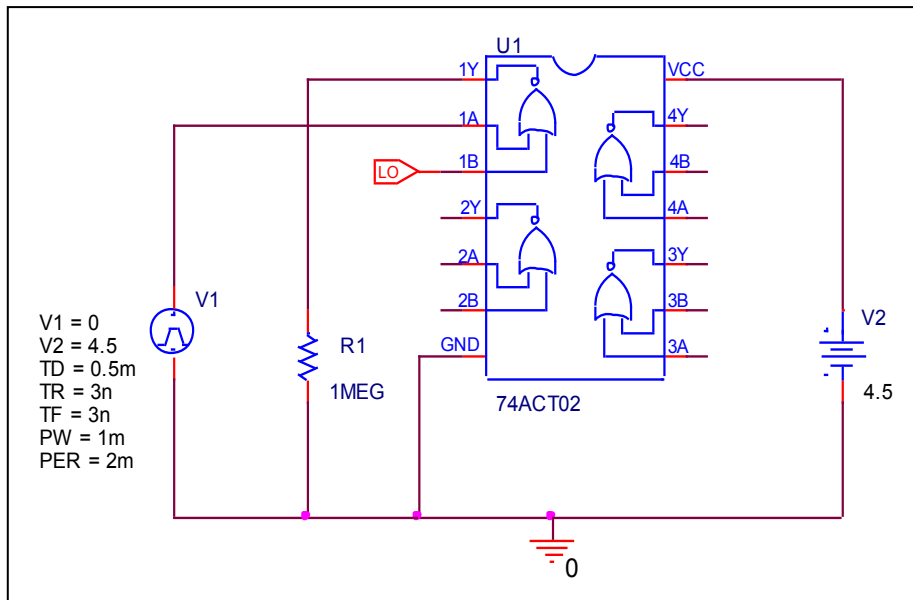 U1
1Y
1A
1B
2Y
2A
2B
GND
VCC
4Y
4B
4A
3Y
3B
3A
74ACT02
LO
V1
V1 = 0
V2 = 4.5
TD = 0.5m
TR = 3n
TF = 3n
PW = 1m
PER = 2m
R1
1MEG
V2
4.5
0